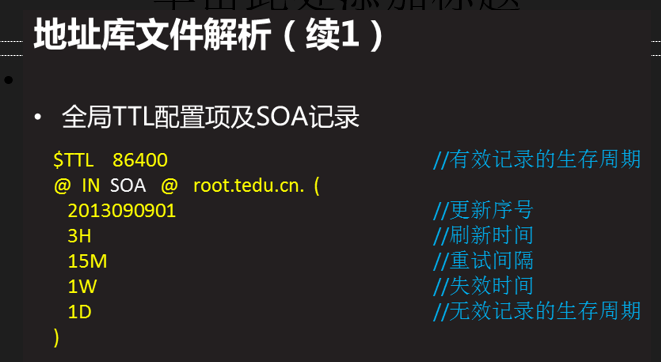 地址库文件解析（续1）
• 全局TTL配置项及SOA记录
$TTL 86400 //有效记录的生存周期
@ IN SOA @ root.tedu.cn. (
2013090901 //更新序号
3H //刷新时间
15M //重试间隔
1W //失效时间
1D //无效记录的生存周期
)